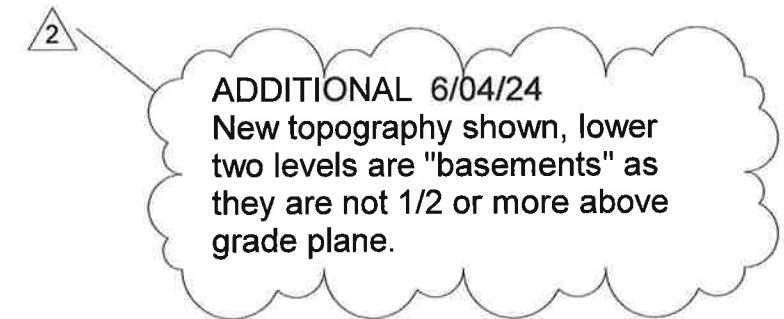 2
ADDITIONAL 6/04/24
New topography shown, lower
two levels are "basements" as
they are not 1/2 or more above
grade plane.